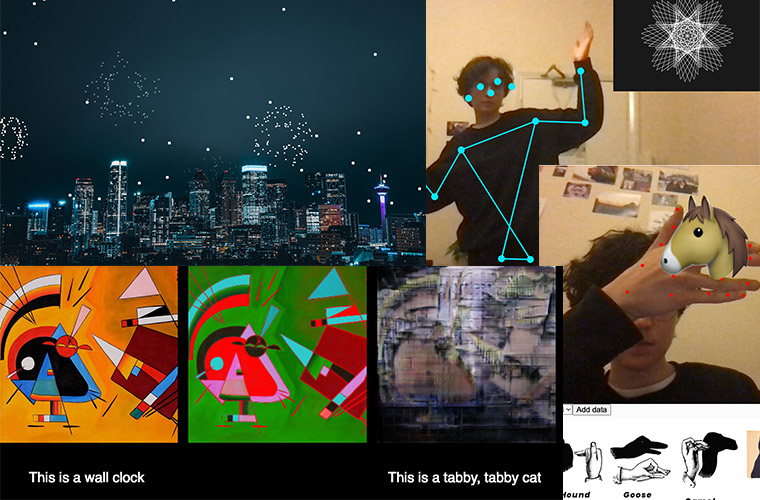 Add data
Hound
Goose
Camel
This is a wall clock
This is a tabby, tabby cat